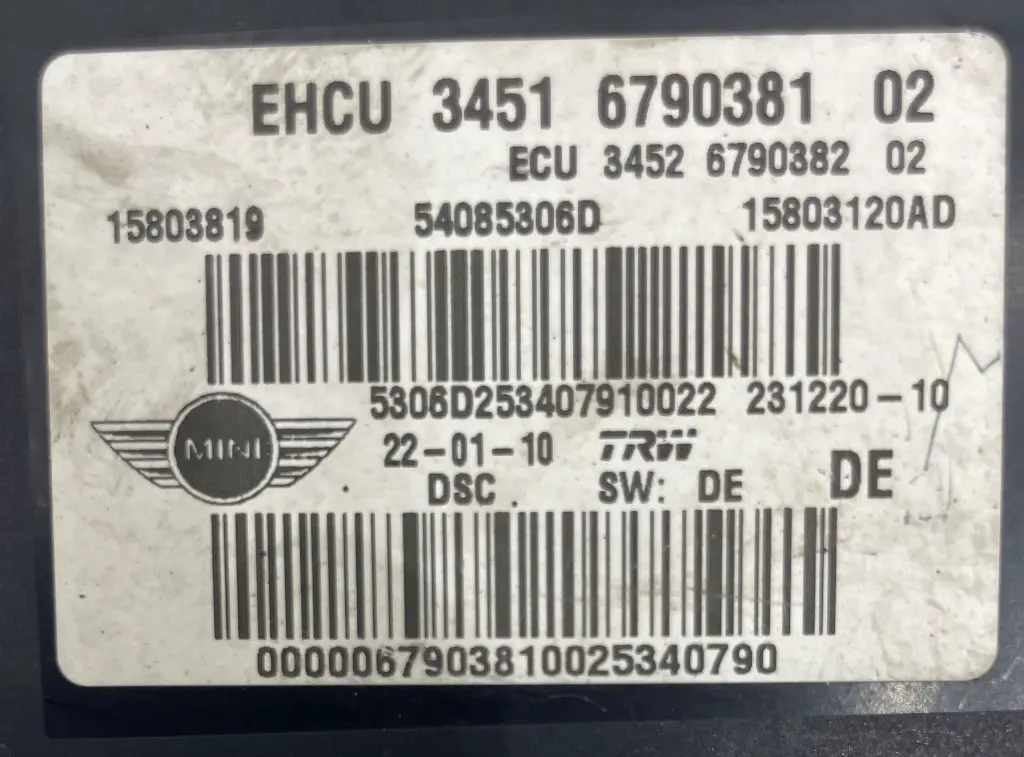 EHCU 3451 6790381 02
ECU 3452 6790382 02
15803819 54085306D 15803120AD
5306D253407910022 231220-10
MINI
22-01-10 TRW
DSC SW: DE DE
0000067903810025340790